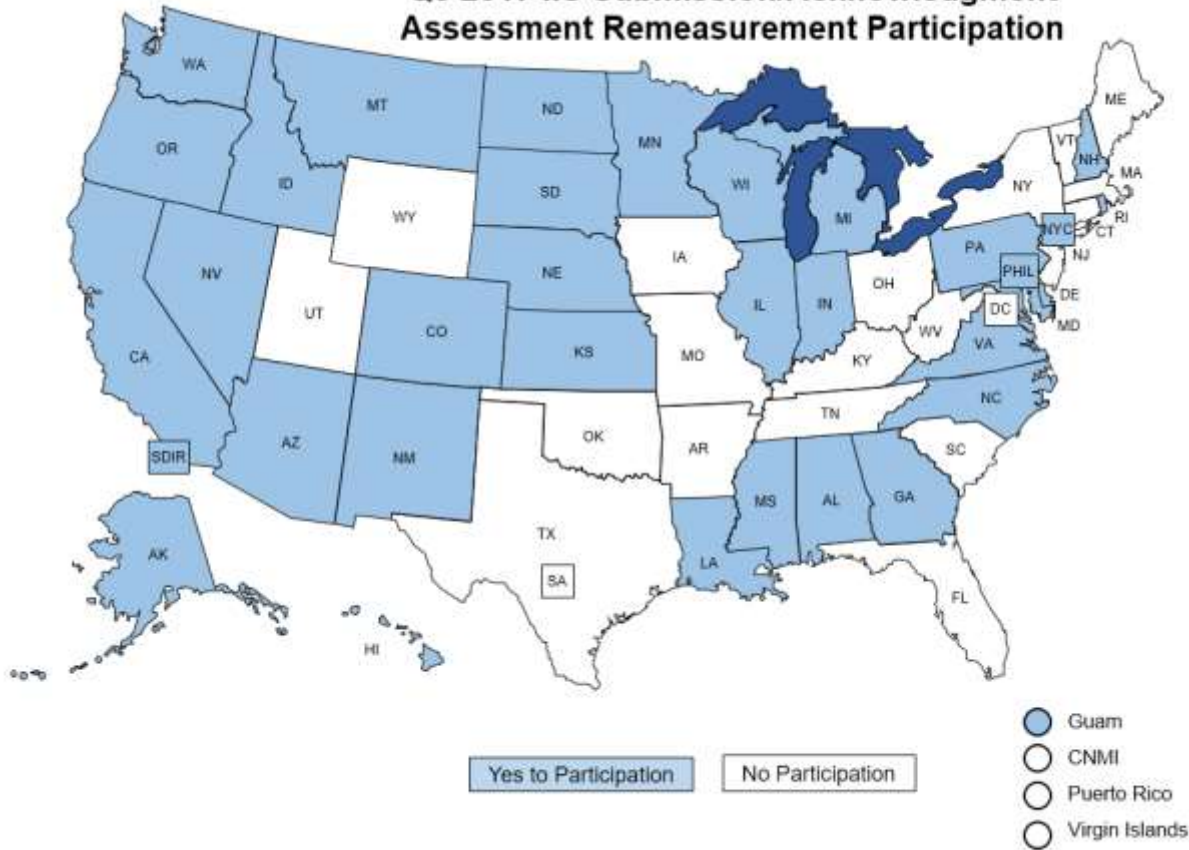 Assessment Remeasurement Participation
WA
MT
ND
MN
OR
ID
SD
WI
MI
WY
NV
UT
CO
NE
IA
CA
KS
MO
IL
IN
OH
KY
WV
PA
NY
VT
NH
ME
MA
RI
CT
NYC
NJ
PHIL
DE
DC
MD
VA
NC
TN
SC
AZ
NM
OK
AR
SDIR
MS
AL
GA
LA
TX
SA
FL
AK
HI
Guam
CNMI
Puerto Rico
Virgin Islands
Yes to Participation
No Participation